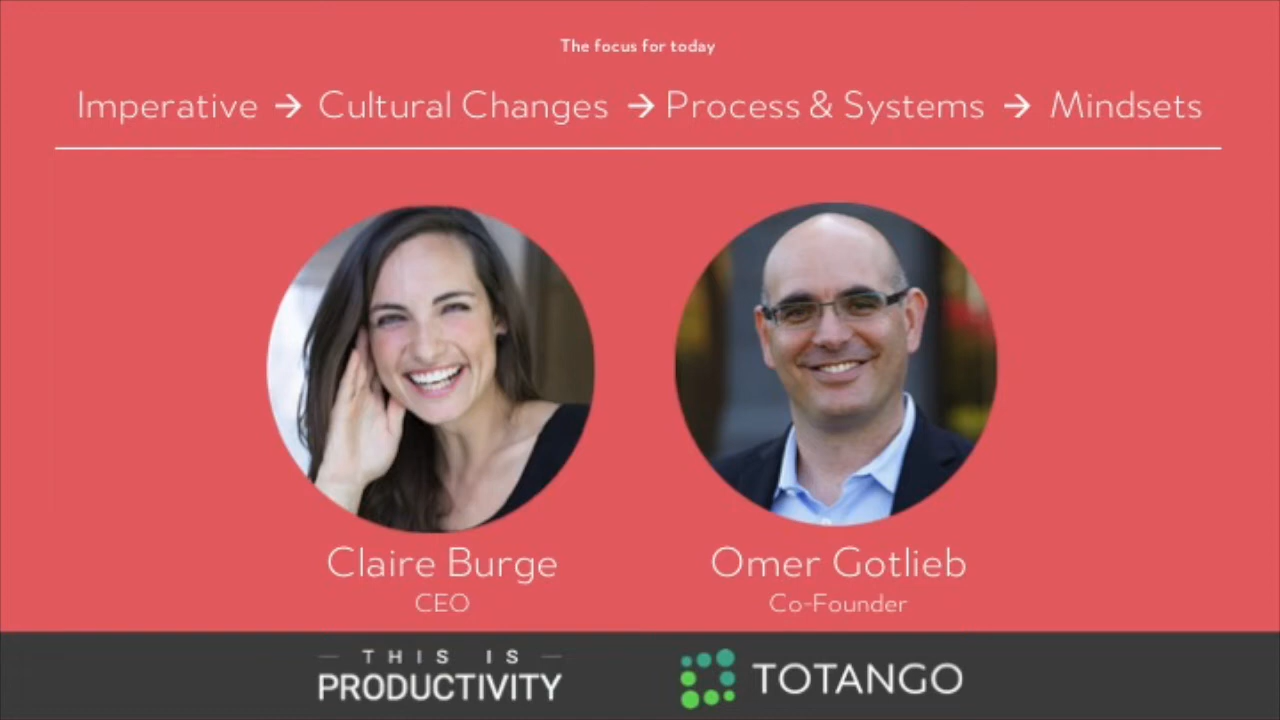 The focus for today
Imperative → Cultural Changes → Process & Systems → Mindsets
Claire Burge
CEO
Omer Gotlieb
Co-Founder
THIS IS
PRODUCTIVITY
TOTANGO